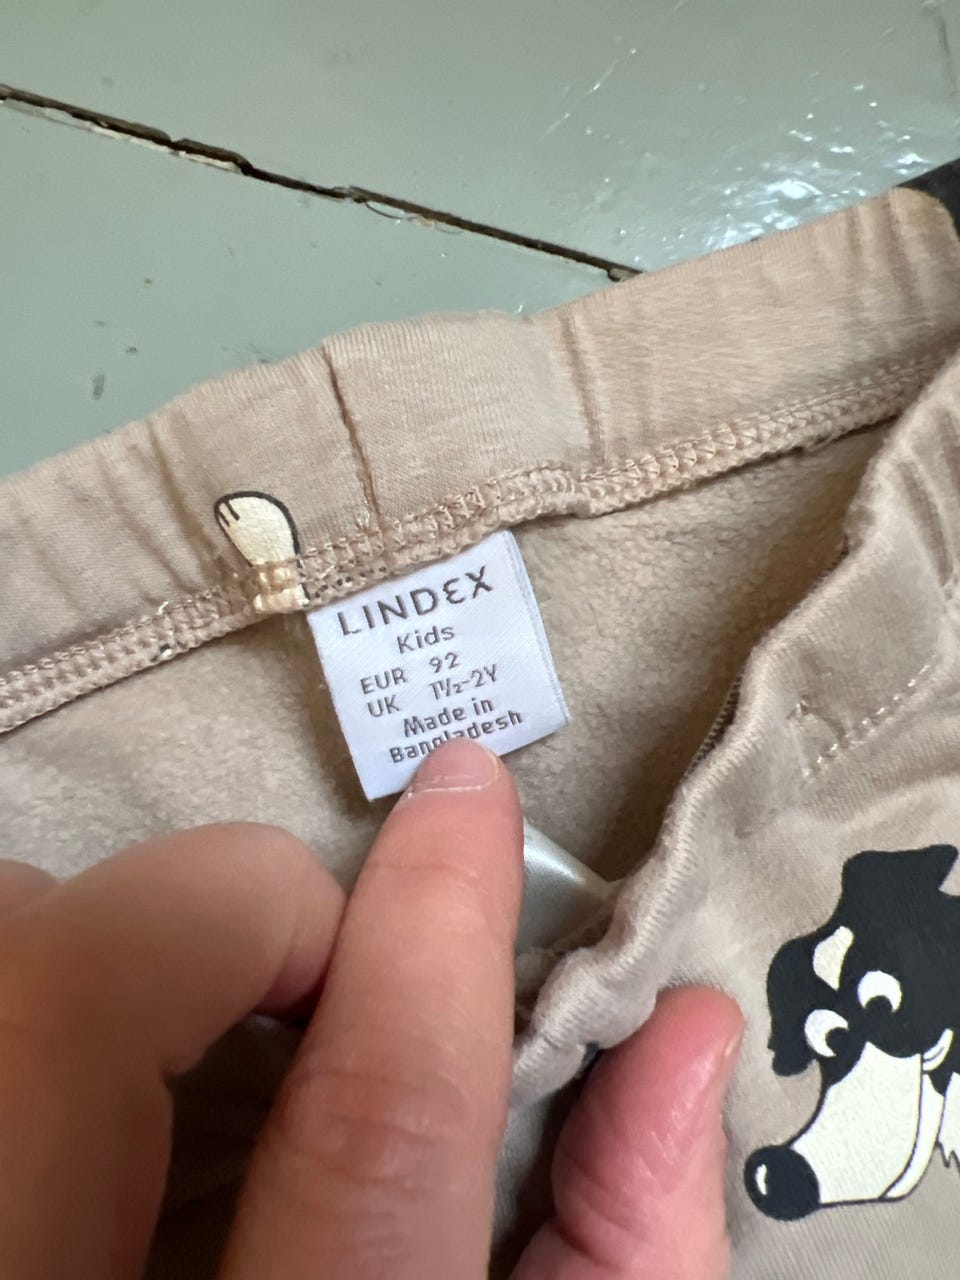 LINDEX
Kids
EUR 92
UK 1½-2Y
Made in
Bangladesh